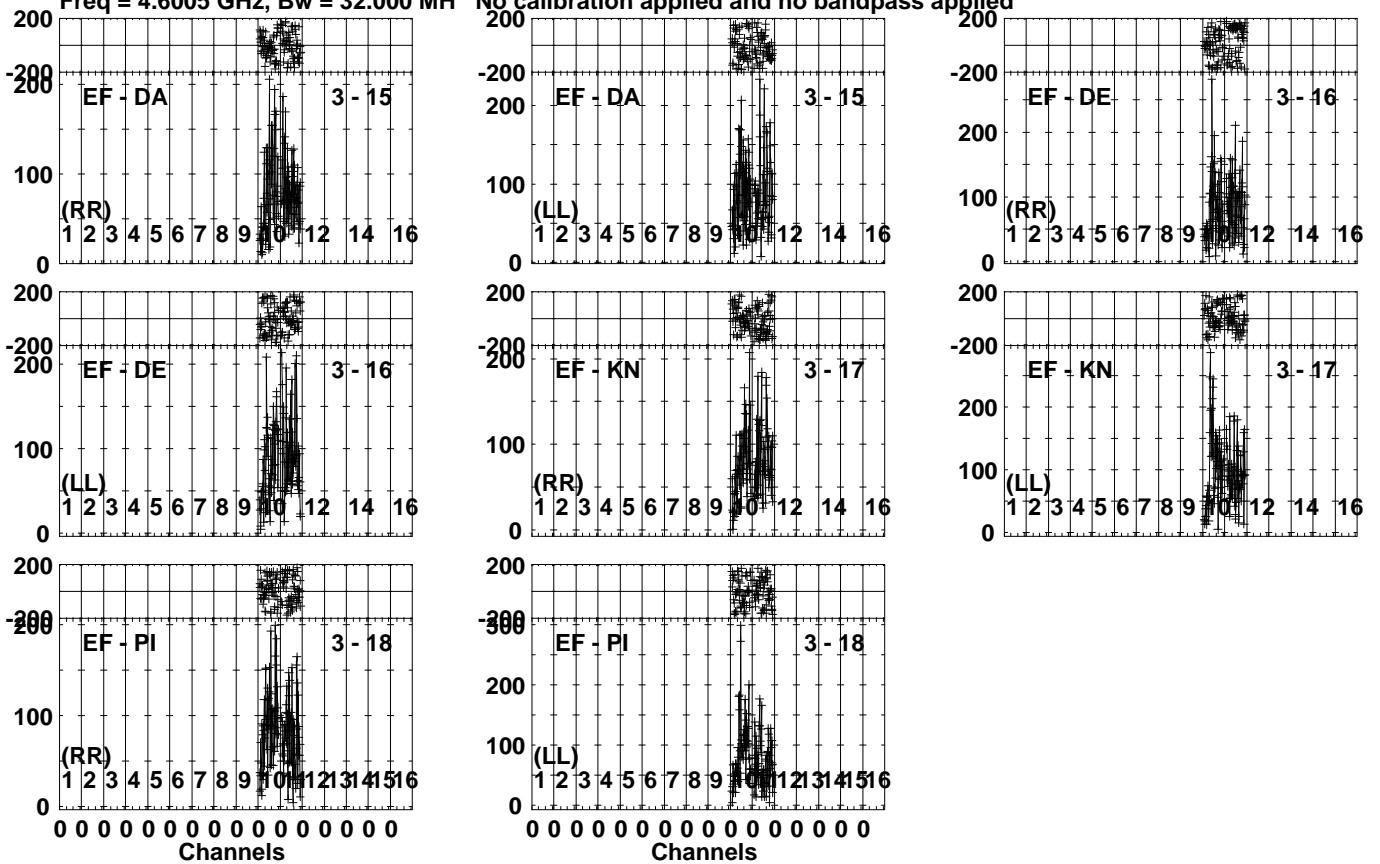 Freq = 4.6005 GHz, Bw = 32.000 MH No calibration applied and no bandpass applied
200
-200
200
EF - DA 3 - 15
100
(RR)
1 2 3 4 5 6 7 8 9 10 12 14 16
0
200
-200
EF - DA 3 - 15
200
100
(LL)
1 2 3 4 5 6 7 8 9 10 12 14 16
0
200
-200
EF - DE 3 - 16
200
100
(RR)
1 2 3 4 5 6 7 8 9 10 12 14 16
0
200
-200
200
EF - DE 3 - 16
100
(LL)
1 2 3 4 5 6 7 8 9 10 12 14 16
0
200
-200
200
EF - KN 3 - 17
100
(RR)
1 2 3 4 5 6 7 8 9 10 12 14 16
0
200
-200
EF - KN 3 - 17
200
100
(LL)
1 2 3 4 5 6 7 8 9 10 12 14 16
0
200
-200
200
EF - PI 3 - 18
100
(RR)
1 2 3 4 5 6 7 8 9 10 11 12 13 14 15 16
0
0 0 0 0 0 0 0 0 0 0 0 0 0 0 0 0
Channels
200
-200
300
EF - PI 3 - 18
200
100
(LL)
1 2 3 4 5 6 7 8 9 10 11 12 13 14 15 16
0
0 0 0 0 0 0 0 0 0 0 0 0 0 0 0 0
Channels